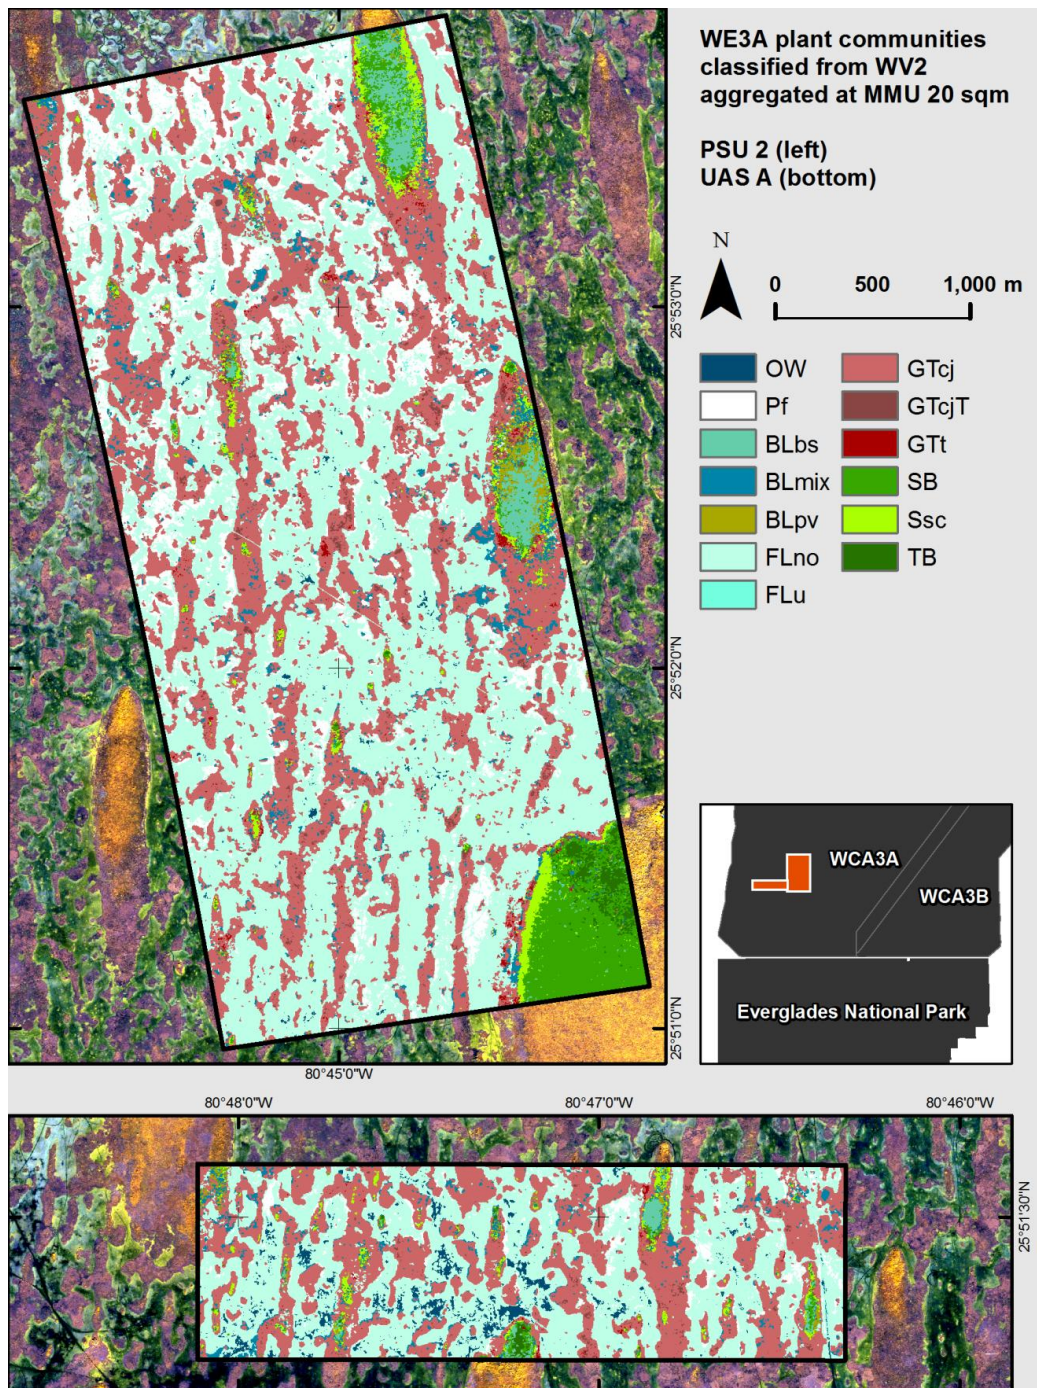 WE3A plant communities
classified from WV2
aggregated at MMU 20 sqm
PSU 2 (left)
UAS A (bottom)
N
0 500 1,000 m
OW GTcj
Pf GTcjT
BLbs GTt
BLmix SB
BLpv Ssc
FLno TB
FLu
25°53'0"N
25°52'0"N
25°51'0"N
80°45'0"W
WCA3A
WCA3B
Everglades National Park
80°48'0"W 80°47'0"W 80°46'0"W
25°51'30"N